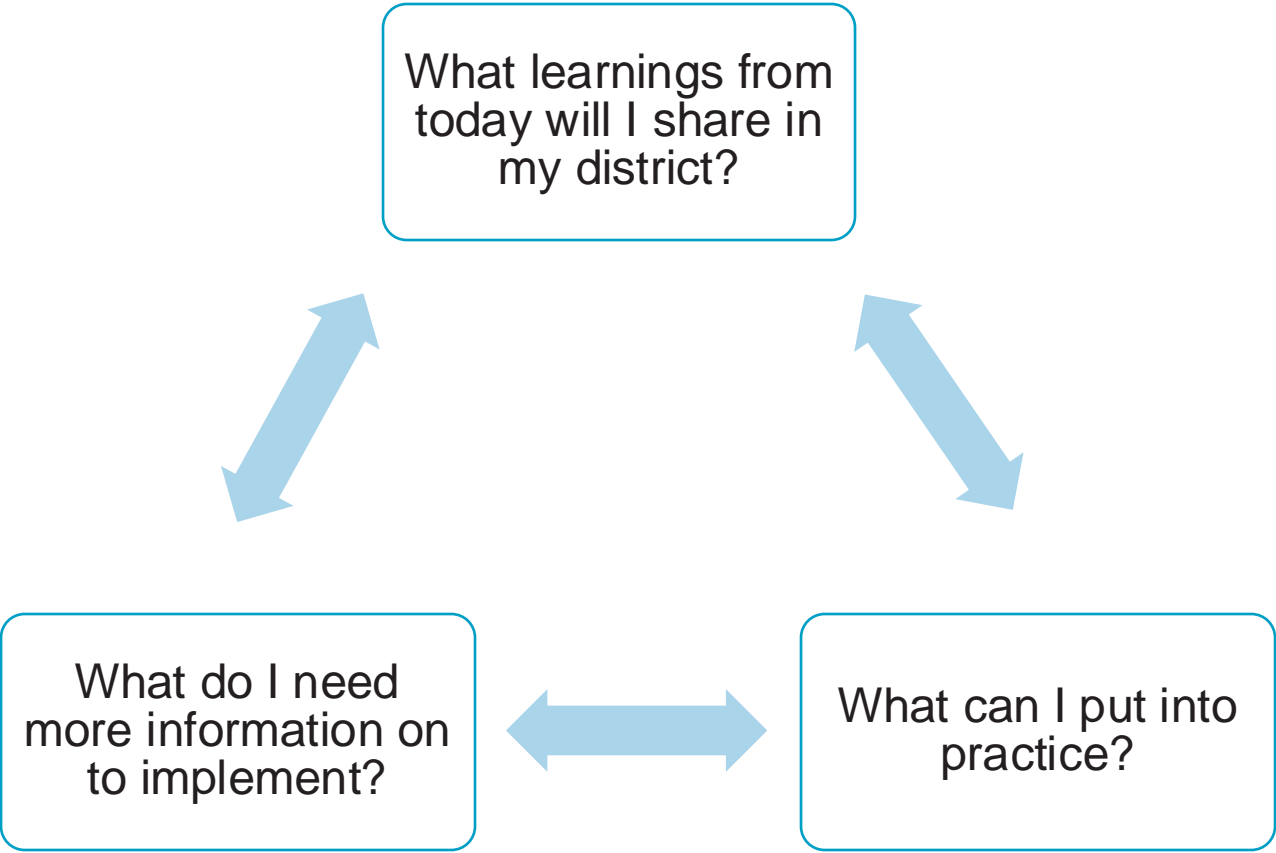 What learnings from
today will I share in
my district?
What do I need
more information on
to implement?
What can I put into
practice?